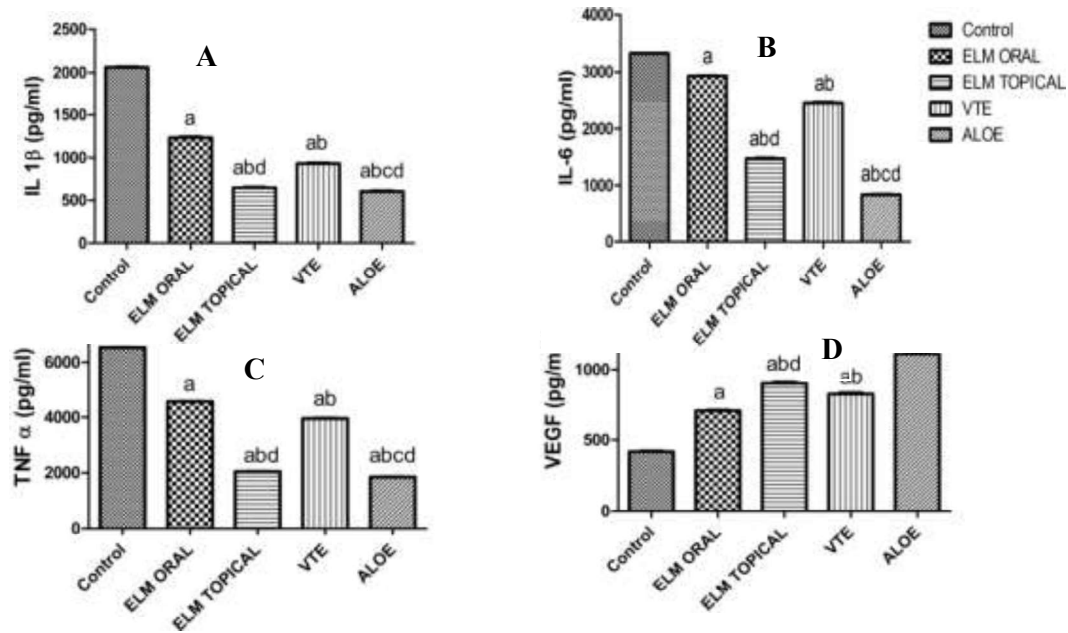 A
IL 1β (pg/ml)
2500
2000
1500
1000
500
0
a
abd
ab
abcd
Control
ELM ORAL
ELM TOPICAL
VTE
ALOE
B
IL-6 (pg/ml)
4000
3000
2000
1000
0
a
abd
ab
abcd
Control
ELM ORAL
ELM TOPICAL
VTE
ALOE
Control
ELM ORAL
ELM TOPICAL
VTE
ALOE
C
TNF α (pg/ml)
6000
4000
2000
0
a
abd
ab
abcd
Control
ELM ORAL
ELM TOPICAL
VTE
ALOE
D
VEGF (pg/m
1000
500
0
a
abd
ab
Control
ELM ORAL
ELM TOPICAL
VTE
ALOE